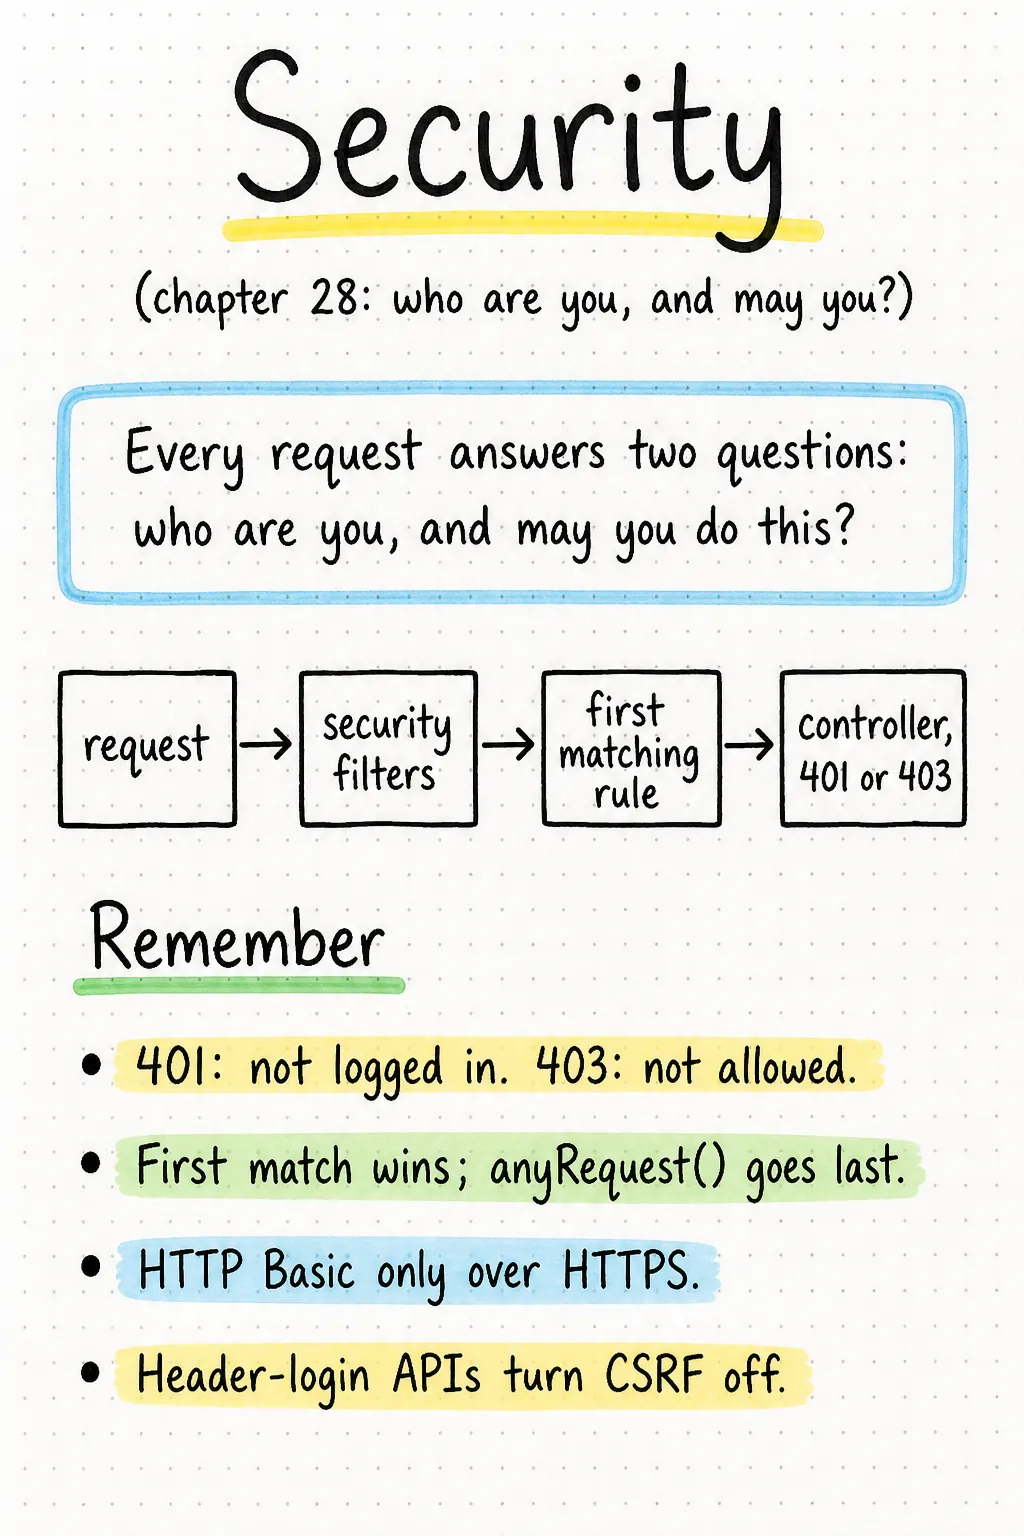 Security
(chapter 28: who are you, and may you?)
Every request answers two questions:
who are you, and may you do this?
request
security
filters
first
matching
rule
controller,
401 or 403
Remember
• 401: not logged in. 403: not allowed.
• First match wins; anyRequest() goes last.
• HTTP Basic only over HTTPS.
• Header-login APIs turn CSRF off.